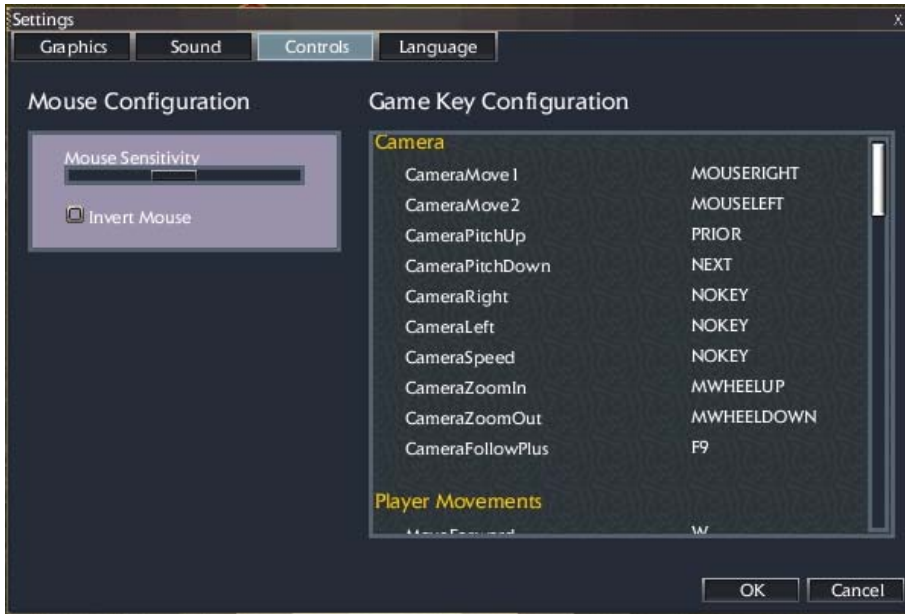 Settings X
Graphics Sound Controls Language
Mouse Configuration
Mouse Sensitivity
Invert Mouse
Game Key Configuration
Camera
CameraMove1 MOUSERIGHT
CameraMove2 MOUSELEFT
CameraPitchUp PRIOR
CameraPitchDown NEXT
CameraRight NOKEY
CameraLeft NOKEY
CameraSpeed NOKEY
CameraZoomIn MWHEELUP
CameraZoomOut MWHEELDOWN
CameraFollowPlus F9
Player Movements
MoveForward W
OK Cancel